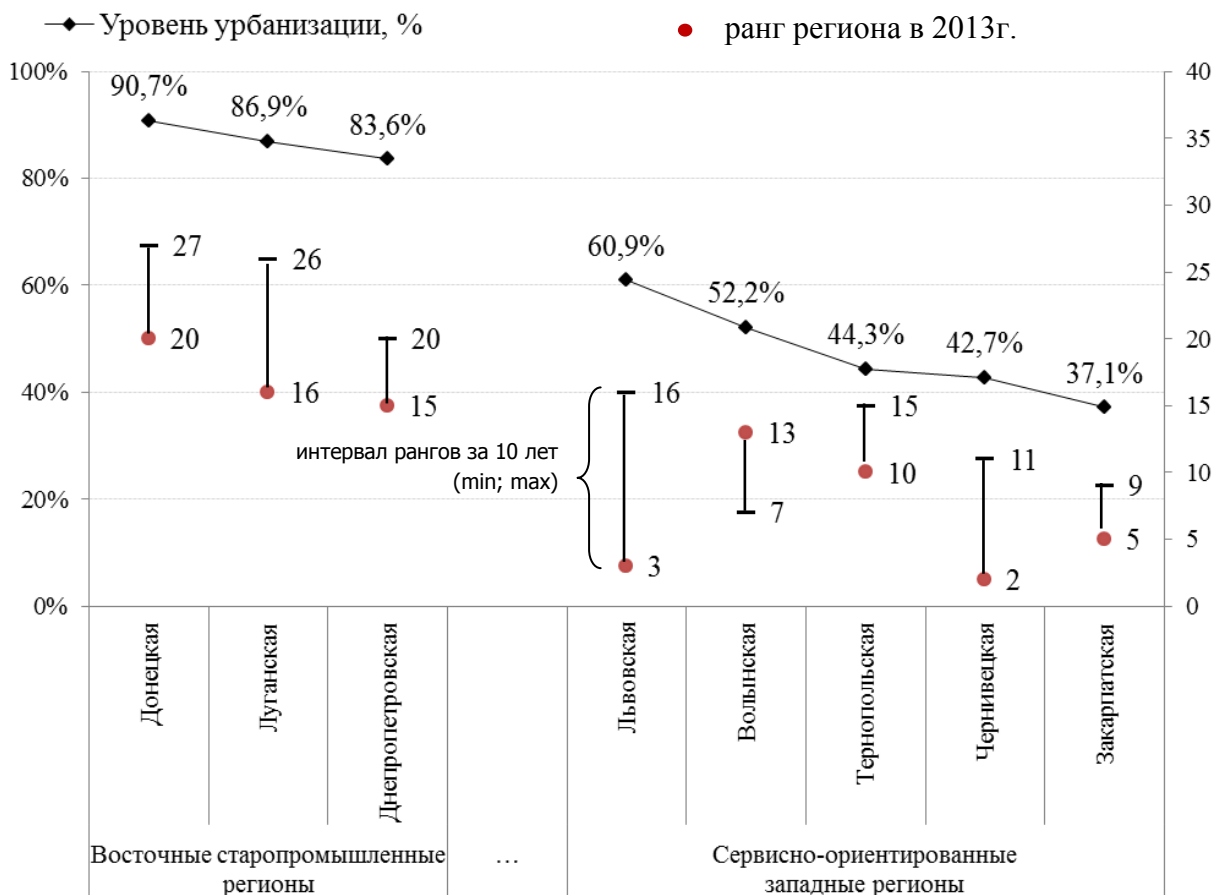 Уровень урбанизации, %
ранг региона в 2013г.
100%
80%
60%
40%
20%
0%
40
35
30
25
20
15
10
5
0
90,7%
86,9%
83,6%
60,9%
52,2%
44,3%
42,7%
37,1%
27
20
26
16
20
15
16
3
13
7
15
10
11
2
9
5
интервал рангов за 10 лет
(min; max)
Донецкая
Луганская
Днепропетровская
Львовская
Волынская
Тернопольская
Чернивецкая
Закарпатская
Восточные старопромышленные
регионы
...
Сервисно-ориентированные
западные регионы